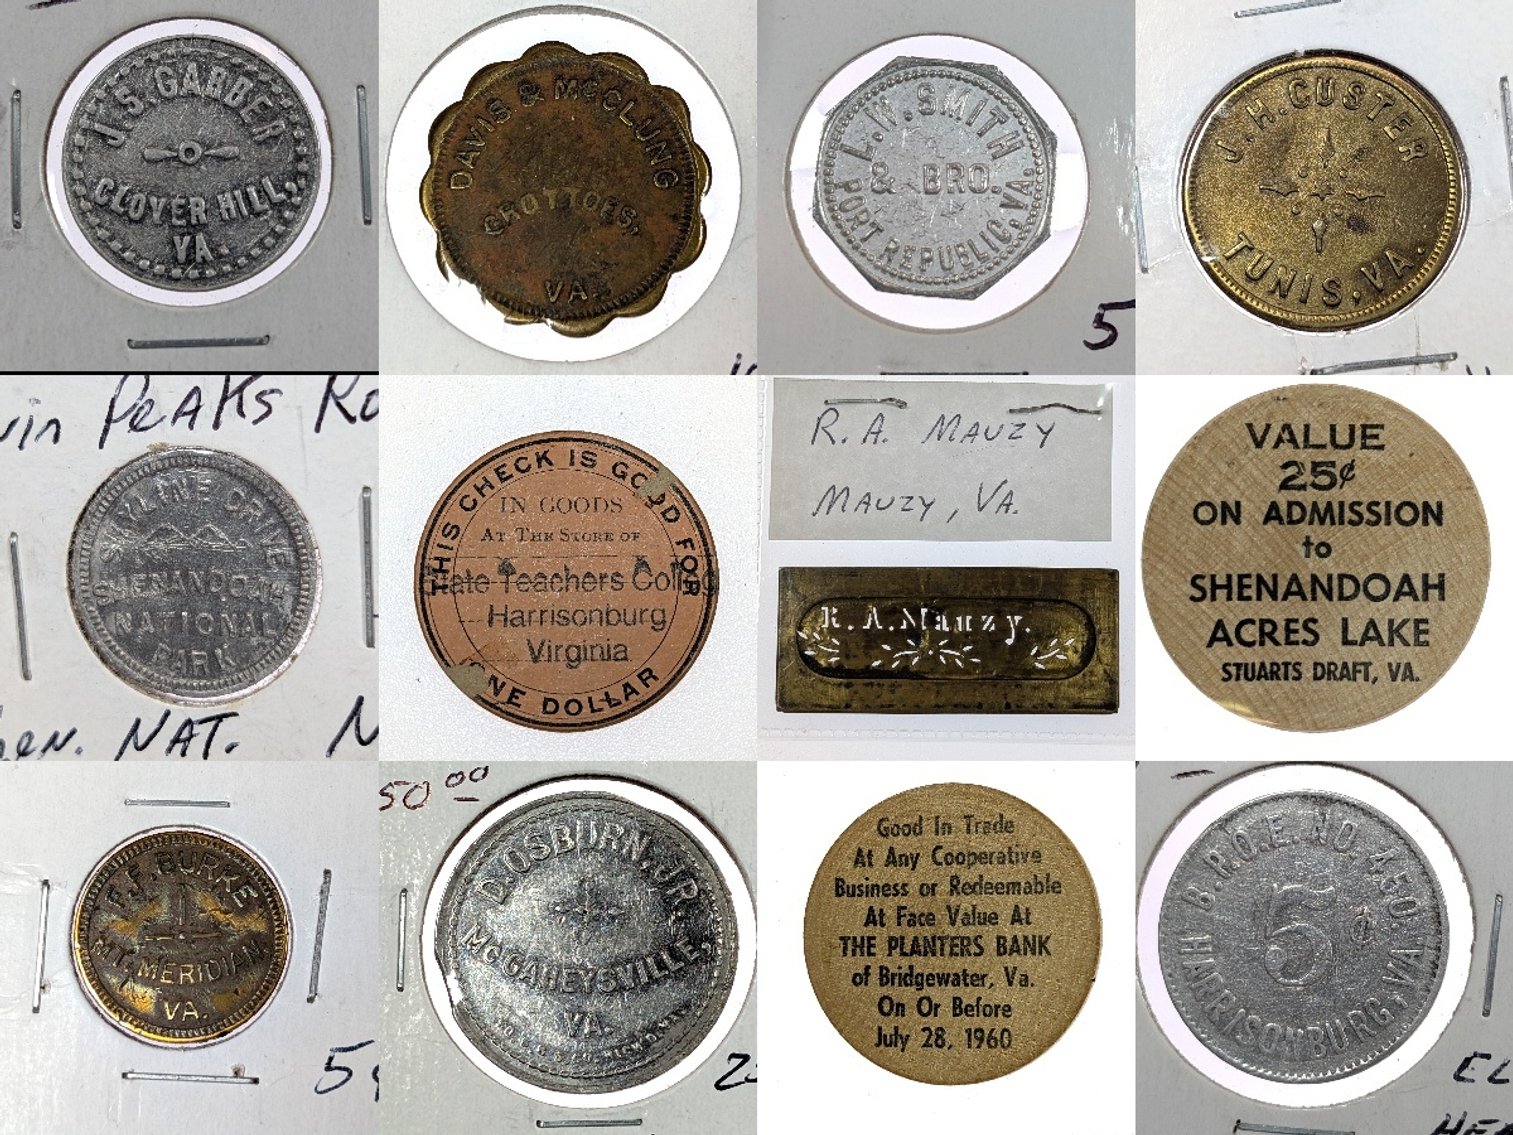 J.S. GARBER
CLOVER HILL,
VA.
DAVIS & McCLUNG
GROTTOES,
VA.
L.W. SMITH
& BRO.
PORT REPUBLIC, VA.
5
J.H. CUSTER
TUNIS, VA.
PEAKS
SKYLINE DRIVE
SHENANDOAH
NATIONAL
PARK
NAT.
THIS CHECK IS GOOD FOR
IN GOODS
AT THE STORE OF
State Teachers Colleg
Harrisonburg
Virginia
ONE DOLLAR
R.A. MAUZY
MAUZY, VA.
R.A. Mauzy.
VALUE
25¢
ON ADMISSION
to
SHENANDOAH
ACRES LAKE
STUARTS DRAFT, VA.
F.F. BURKE
1
MT. MERIDIAN
VA.
5
50 00
D. OSBURN, JR.
McGAHEYSVILLE,
VA.
Good In Trade
At Any Cooperative
Business or Redeemable
At Face Value At
THE PLANTERS BANK
of Bridgewater, Va.
On Or Before
July 28, 1960
B.P.O.E. NO. 450.
5¢
HARRISONBURG, VA.
EL